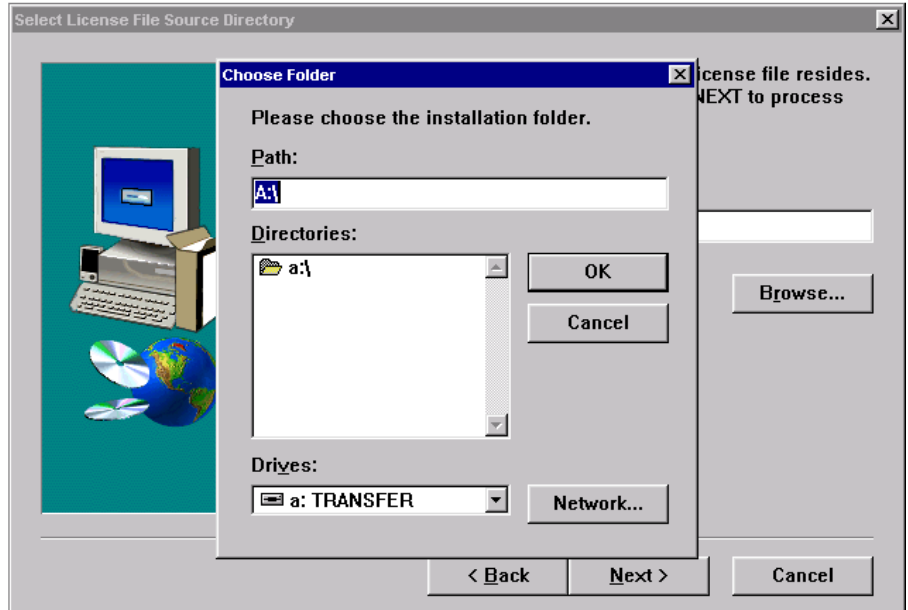 Select License File Source Directory
Choose Folder
icense file resides.
NEXT to process
Please choose the installation folder.
Path:
A:\
Directories:
a:\
OK
Browse...
Cancel
Drives:
a: TRANSFER
Network...
< Back
Next >
Cancel